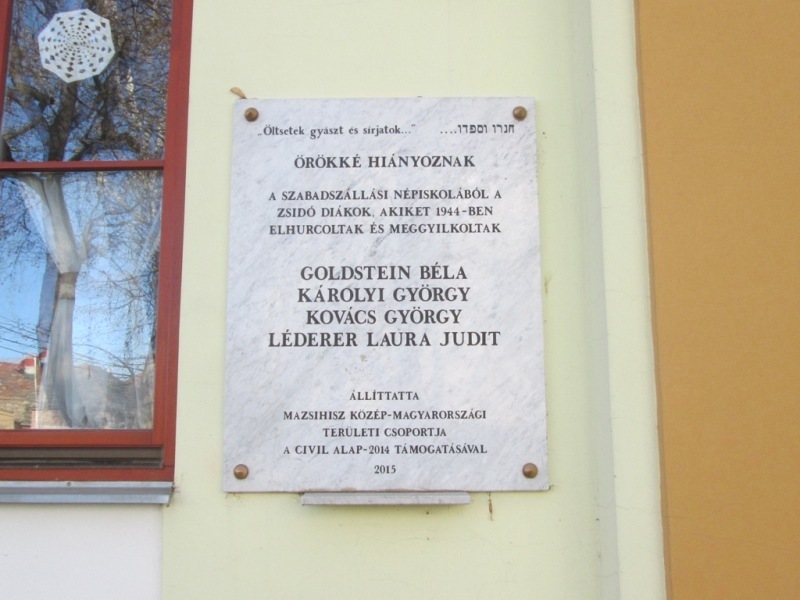 „Öltsetek gyászt és sírjatok..." חגרו וספדו....
ÖRÖKKÉ HIÁNYOZNAK
A SZABADSZÁLLÁSI NÉPISKOLÁBÓL A
ZSIDÓ DIÁKOK, AKIKET 1944-BEN
ELHURCOLTAK ÉS MEGGYILKOLTAK
GOLDSTEIN BÉLA
KÁROLYI GYÖRGY
KOVÁCS GYÖRGY
LÉDERER LAURA JUDIT
ÁLLÍTTATTA
MAZSIHISZ KÖZÉP-MAGYARORSZÁGI
TERÜLETI CSOPORTJA
A CIVIL ALAP-2014 TÁMOGATÁSÁVAL
2015